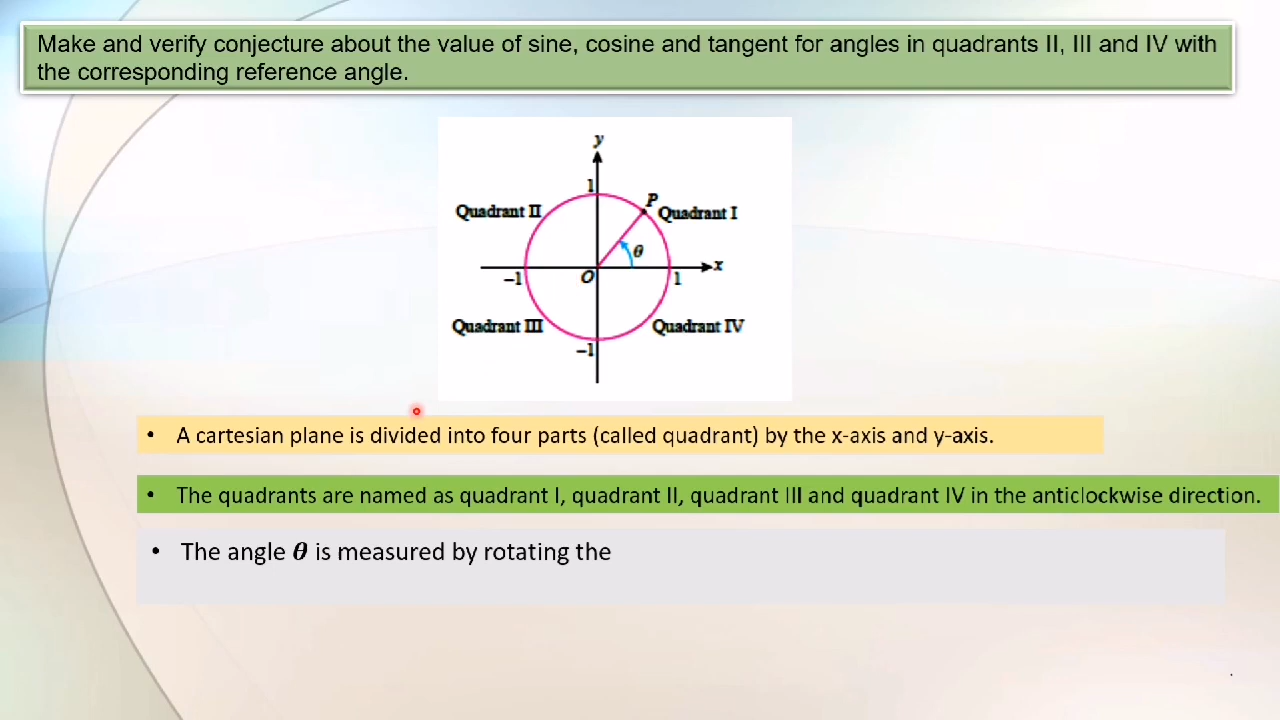 Make and verify conjecture about the value of sine, cosine and tangent for angles in quadrants II, III and IV with
the corresponding reference angle.
y
1
P
Quadrant II
Quadrant I
θ
x
O
−1
1
Quadrant III
Quadrant IV
−1
• A cartesian plane is divided into four parts (called quadrant) by the x-axis and y-axis.
• The quadrants are named as quadrant I, quadrant II, quadrant III and quadrant IV in the anticlockwise direction.
• The angle θ is measured by rotating the